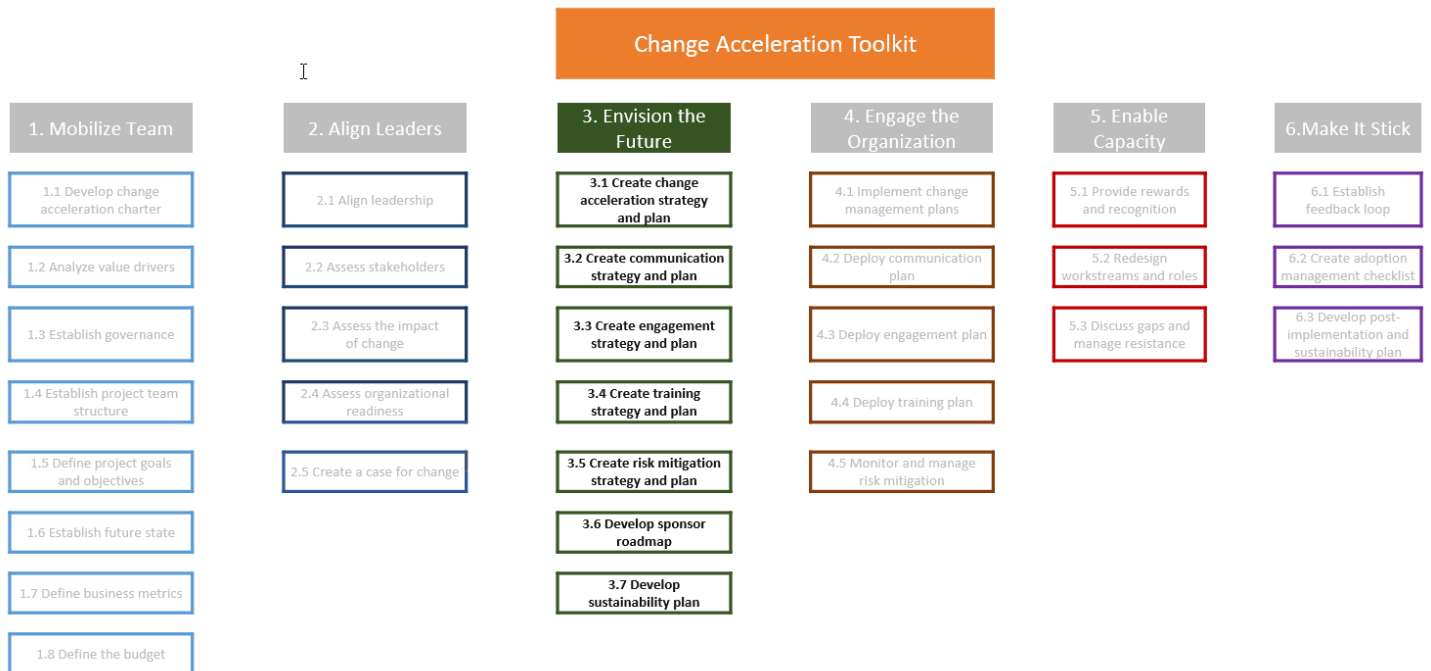 Change Acceleration Toolkit
1. Mobilize Team
1.1 Develop change
acceleration charter
1.2 Analyze value drivers
1.3 Establish governance
1.4 Establish project team
structure
1.5 Define project goals
and objectives
1.6 Establish future state
1.7 Define business metrics
1.8 Define the budget
2. Align Leaders
2.1 Align leadership
2.2 Assess stakeholders
2.3 Assess the impact
of change
2.4 Assess organizational
readiness
2.5 Create a case for change
3. Envision the
Future
3.1 Create change
acceleration strategy
and plan
3.2 Create communication
strategy and plan
3.3 Create engagement
strategy and plan
3.4 Create training
strategy and plan
3.5 Create risk mitigation
strategy and plan
3.6 Develop sponsor
roadmap
3.7 Develop
sustainability plan
4. Engage the
Organization
4.1 Implement change
management plans
4.2 Deploy communication
plan
4.3 Deploy engagement plan
4.4 Deploy training plan
4.5 Monitor and manage
risk mitigation
5. Enable
Capacity
5.1 Provide rewards
and recognition
5.2 Redesign
workstreams and roles
5.3 Discuss gaps and
manage resistance
6.Make It Stick
6.1 Establish
feedback loop
6.2 Create adoption
management checklist
6.3 Develop post-
implementation and
sustainability plan